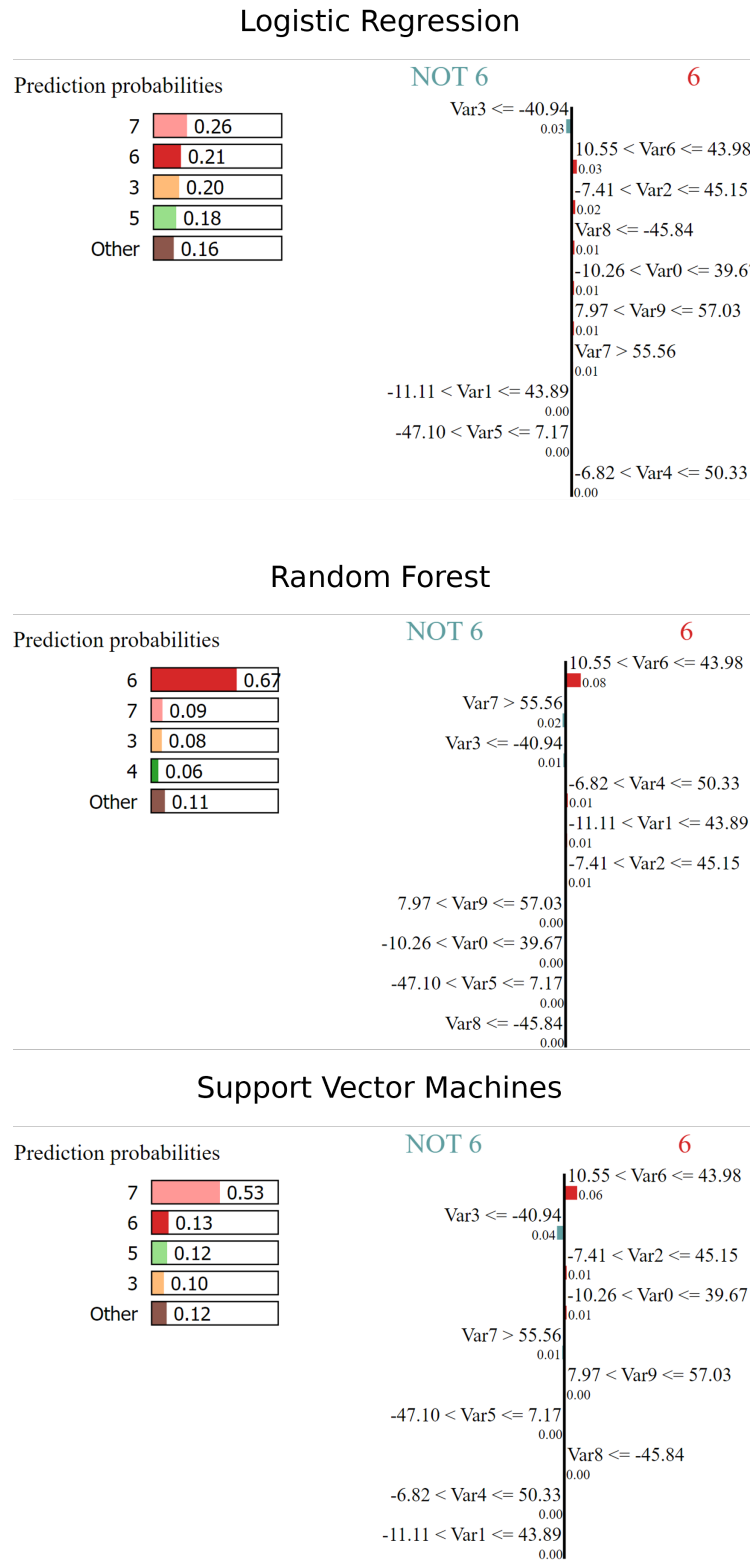 Logistic Regression
Prediction probabilities
7 0.26
6 0.21
3 0.20
5 0.18
Other 0.16
NOT 6 6
Var3 <= -40.94
0.03
10.55 < Var6 <= 43.98
0.03
-7.41 < Var2 <= 45.15
0.02
Var8 <= -45.84
0.01
-10.26 < Var0 <= 39.6
0.01
7.97 < Var9 <= 57.03
0.01
Var7 > 55.56
0.01
-11.11 < Var1 <= 43.89
0.00
-47.10 < Var5 <= 7.17
0.00
-6.82 < Var4 <= 50.33
0.00
Random Forest
Prediction probabilities
6 0.67
7 0.09
3 0.08
4 0.06
Other 0.11
NOT 6 6
10.55 < Var6 <= 43.98
0.08
Var7 > 55.56
0.02
Var3 <= -40.94
0.01
-6.82 < Var4 <= 50.33
0.01
-11.11 < Var1 <= 43.89
0.01
-7.41 < Var2 <= 45.15
0.01
7.97 < Var9 <= 57.03
0.00
-10.26 < Var0 <= 39.67
0.00
-47.10 < Var5 <= 7.17
0.00
Var8 <= -45.84
0.00
Support Vector Machines
Prediction probabilities
7 0.53
6 0.13
5 0.12
3 0.10
Other 0.12
NOT 6 6
10.55 < Var6 <= 43.98
0.06
Var3 <= -40.94
0.04
-7.41 < Var2 <= 45.15
0.01
-10.26 < Var0 <= 39.67
0.01
Var7 > 55.56
0.01
7.97 < Var9 <= 57.03
0.00
-47.10 < Var5 <= 7.17
0.00
Var8 <= -45.84
0.00
-6.82 < Var4 <= 50.33
0.00
-11.11 < Var1 <= 43.89
0.00